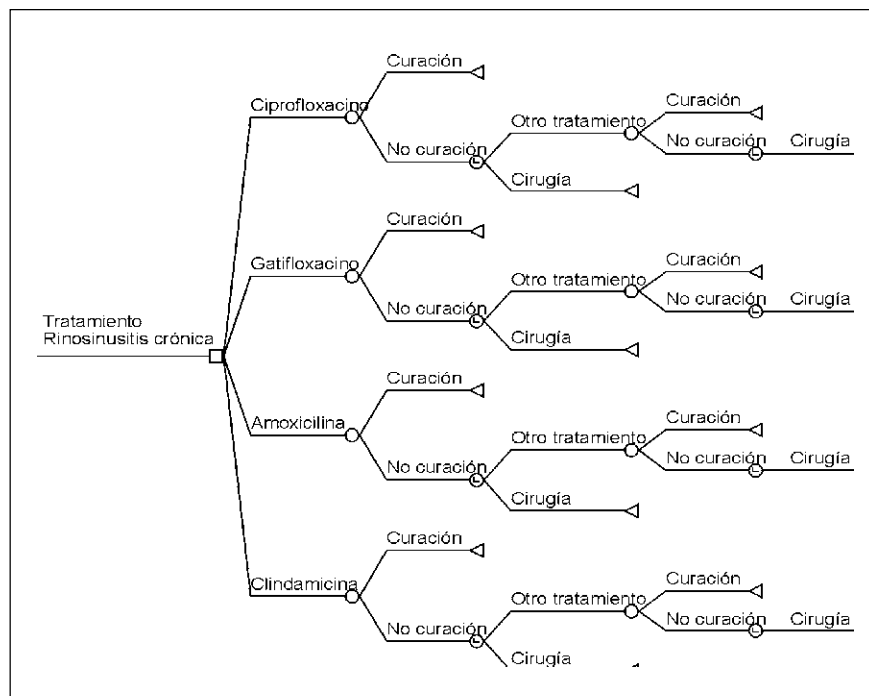 Curación
Curación
Ciprofloxacino
Otro tratamiento
No curación
No curación
Cirugía
Cirugía
Curación
Curación
Gatifloxacino
Otro tratamiento
No curación
No curación
Cirugía
Cirugía
Tratamiento
Rinosinusitis crónica
Curación
Curación
Amoxicilina
Otro tratamiento
No curación
No curación
Cirugía
Cirugía
Curación
Curación
Clindamicina
Otro tratamiento
No curación
No curación
Cirugía
Cirugía